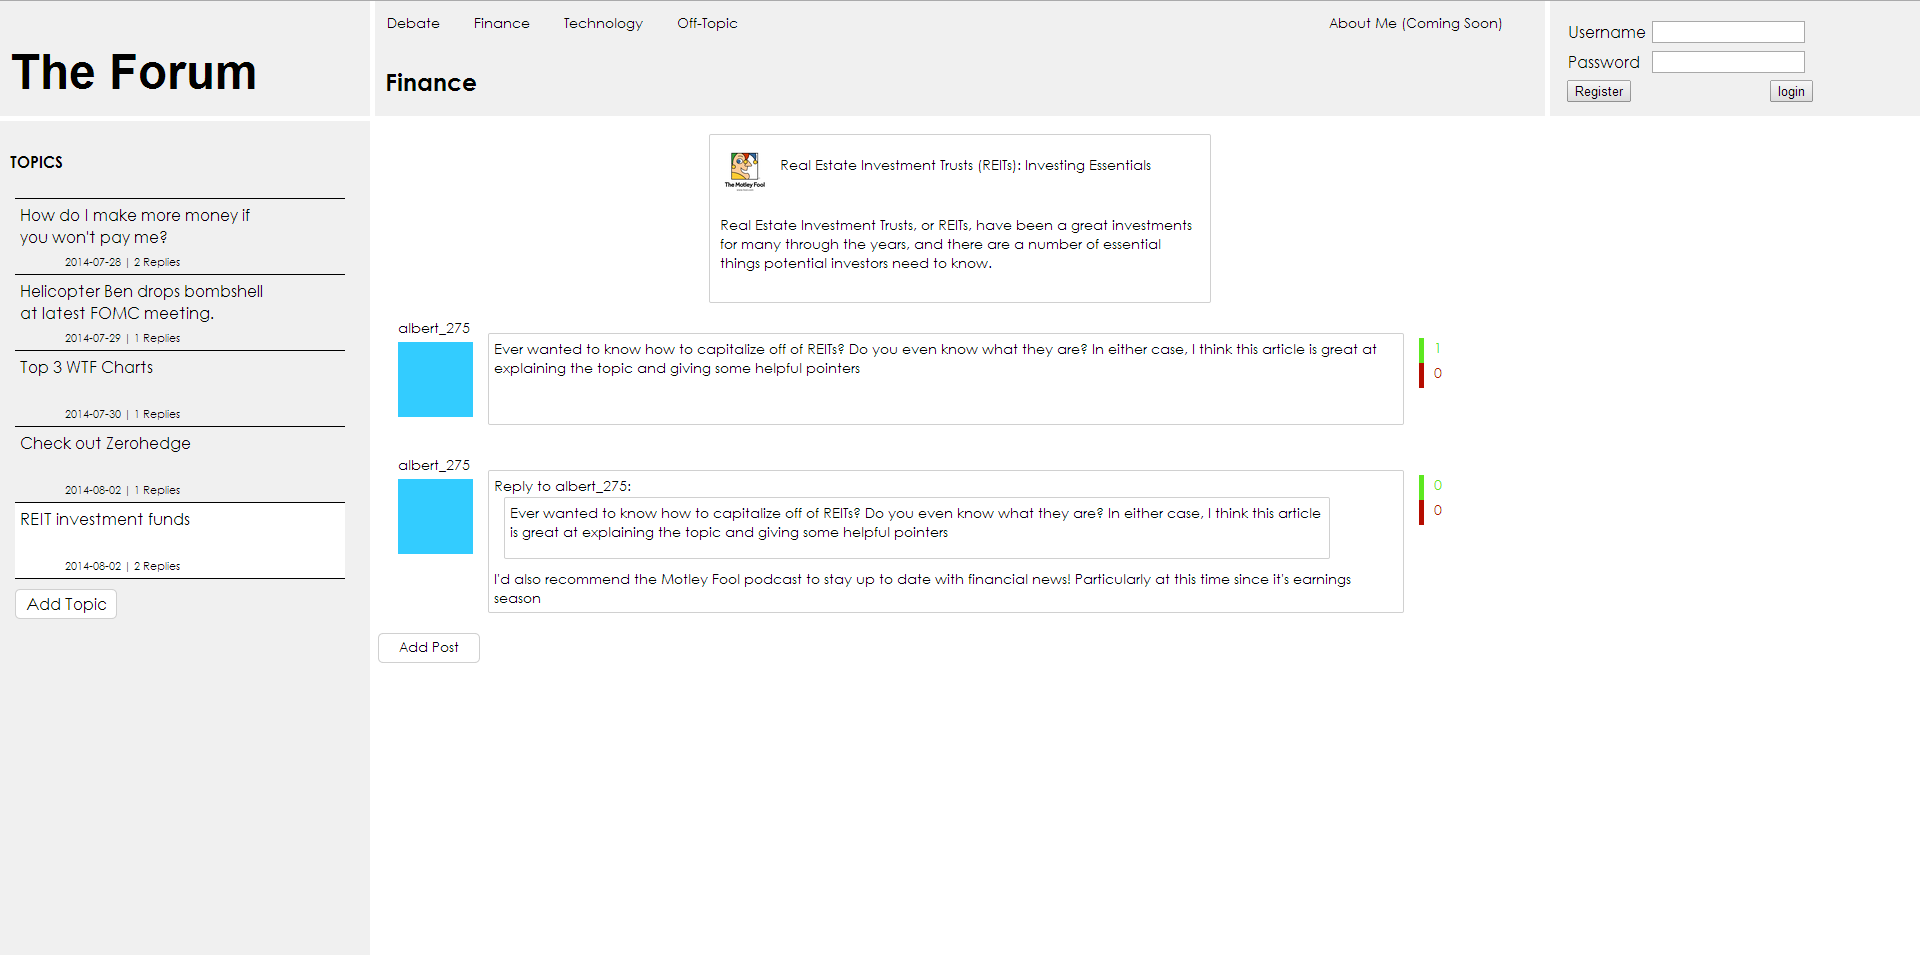 Debate Finance Technology Off-Topic About Me (Coming Soon)
Username
Password
Register login
The Forum
Finance
TOPICS
How do I make more money if
you won't pay me?
2014-07-28 | 2 Replies
Helicopter Ben drops bombshell
at latest FOMC meeting.
2014-07-29 | 1 Replies
Top 3 WTF Charts
2014-07-30 | 1 Replies
Check out Zerohedge
2014-08-02 | 1 Replies
REIT investment funds
2014-08-02 | 2 Replies
Add Topic
The Motley Fool
Real Estate Investment Trusts (REITs): Investing Essentials
Real Estate Investment Trusts, or REITs, have been a great investments
for many through the years, and there are a number of essential
things potential investors need to know.
albert_275
Ever wanted to know how to capitalize off of REITs? Do you even know what they are? In either case, I think this article is great at
explaining the topic and giving some helpful pointers
1
0
albert_275
Reply to albert_275:
Ever wanted to know how to capitalize off of REITs? Do you even know what they are? In either case, I think this article
is great at explaining the topic and giving some helpful pointers
I'd also recommend the Motley Fool podcast to stay up to date with financial news! Particularly at this time since it's earnings
season
0
0
Add Post